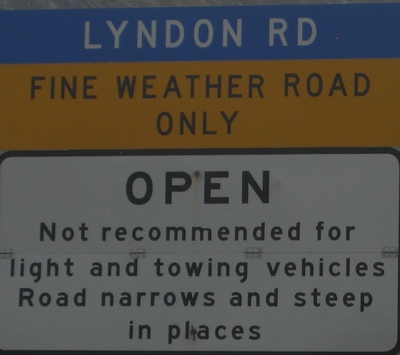 LYNDON RD
FINE WEATHER ROAD
ONLY
OPEN
Not recommended for
light and towing vehicles
Road narrows and steep
in places